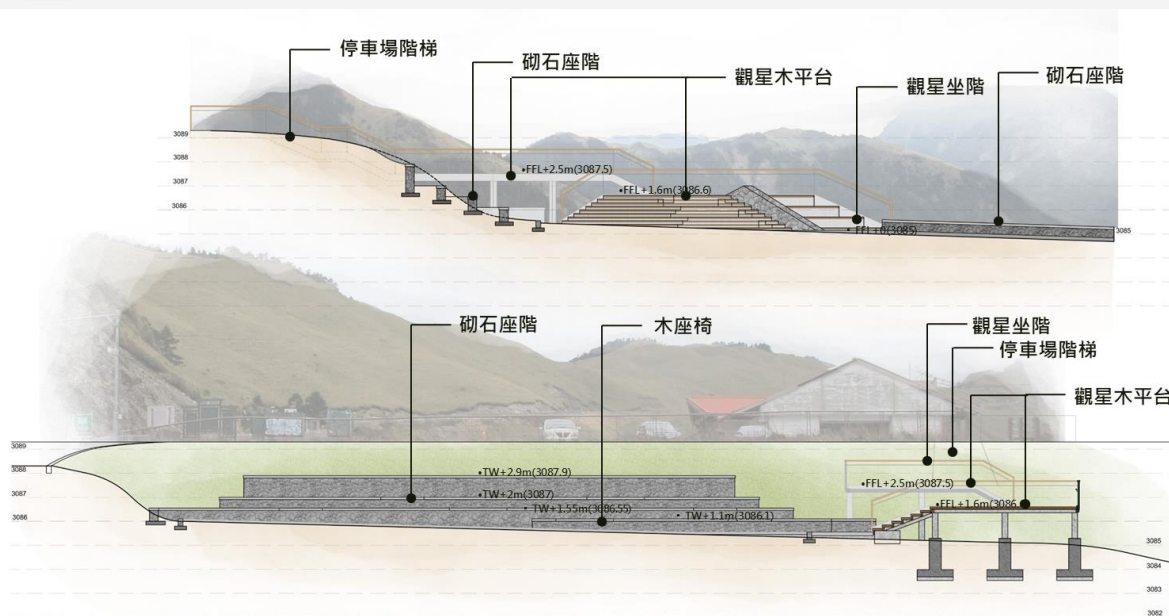 停車場階梯
砌石座階
觀星木平台
觀星坐階
砌石座階
3089
3088
3087
3086
•FFL+2.5m(3087.5)
•FFL+1.6m(3086.6)
• FFL+0(3085)
3085
砌石座階
木座椅
觀星坐階
停車場階梯
觀星木平台
3089
3088
3087
3086
•TW+2.9m(3087.9)
•TW+2m(3087)
• TW+1.55m(3086.55)
• TW+1.1m(3086.1)
•FFL+2.5m(3087.5)
•FFL+1.6m(3086
3085
3084
3083
3082